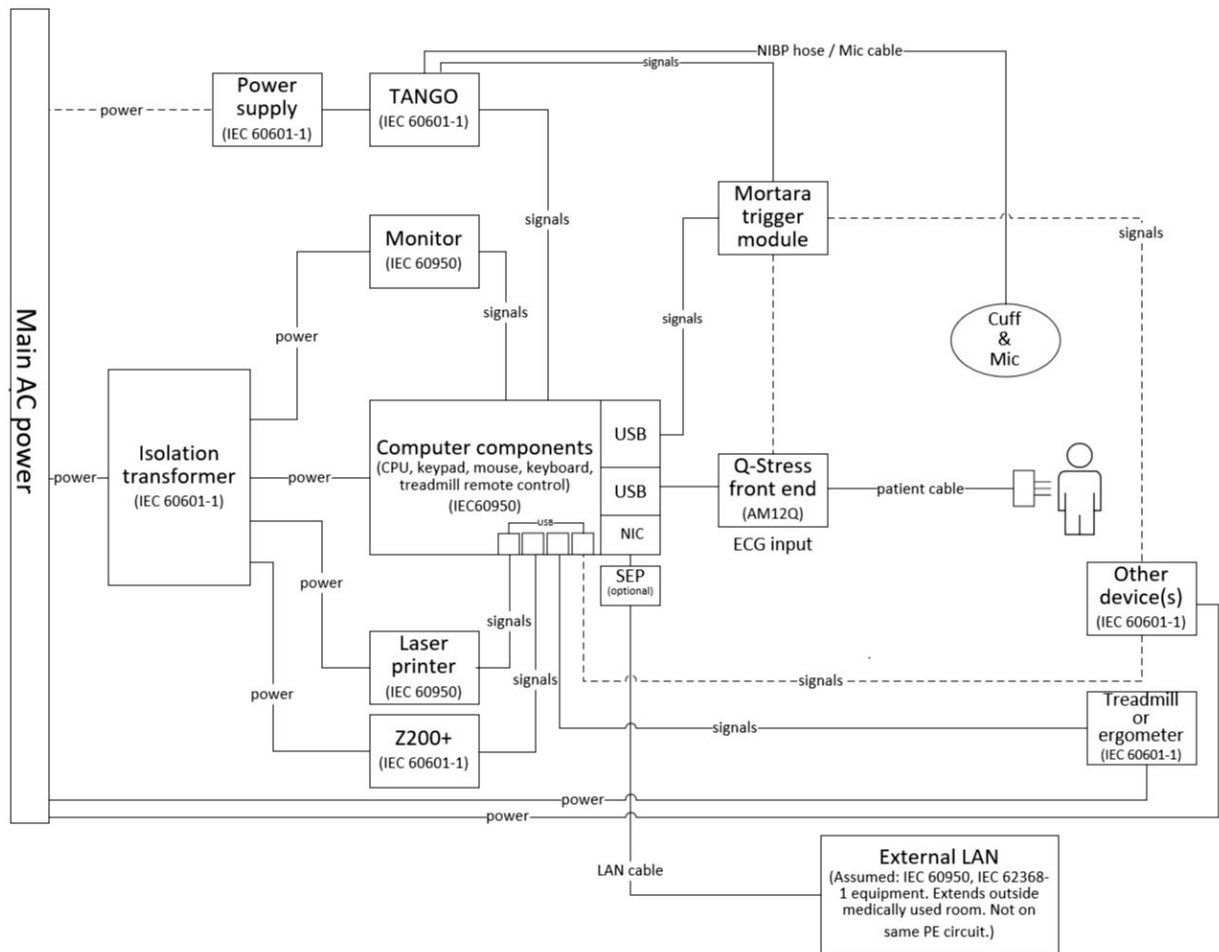 NIBP hose / Mic cable
signals
Power
supply
(IEC 60601-1)
TANGO
(IEC 60601-1)
power
Mortara
trigger
module
signals
signals
Monitor
(IEC 60950)
signals
power
signals
Cuff
&
Mic
Main AC power
Isolation
transformer
(IEC 60601-1)
power
power
Computer components
(CPU, keypad, mouse, keyboard,
treadmill remote control)
(IEC60950)
USB
USB
NIC
USB
Q-Stress
front end
(AM12Q)
ECG input
patient cable
SEP
(optional)
power
signals
Other
device(s)
(IEC 60601-1)
Laser
printer
(IEC 60950)
power
signals
signals
Z200+
(IEC 60601-1)
signals
Treadmill
or
ergometer
(IEC 60601-1)
power
power
LAN cable
External LAN
(Assumed: IEC 60950, IEC 62368-
1 equipment. Extends outside
medically used room. Not on
same PE circuit.)